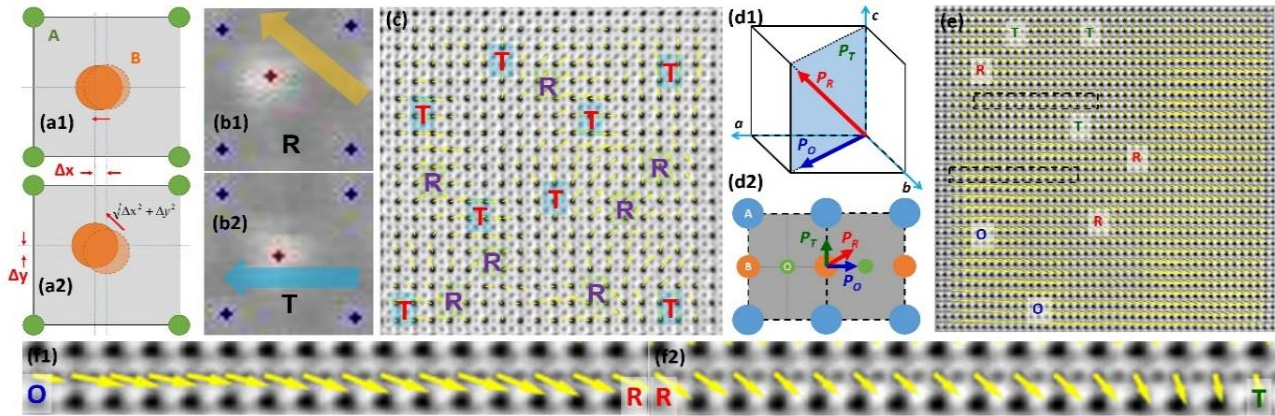 A
B
(a1)
Δx
√Δx² + Δy²
Δy
(a2)
(b1)
R
(b2)
T
(c)
T
T
R
T
T
R
R
T
R
T
R
R
R
T
T
(d1)
c
P_T
P_R
a
P_O
b
(d2)
A
P_T
P_R
B
O
P_O
(e)
T
T
R
T
R
R
O
O
(f1)
O
R
(f2)
R
T